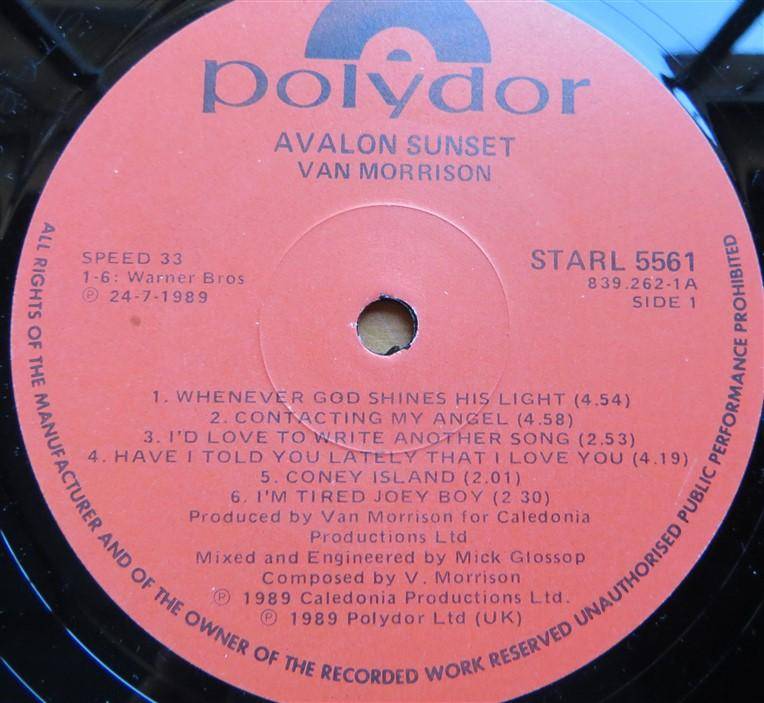 polydor
AVALON SUNSET
VAN MORRISON
SPEED 33
1-6: Warner Bros
℗ 24-7-1989
STARL 5561
839.262-1A
SIDE 1
1. WHENEVER GOD SHINES HIS LIGHT (4.54)
2. CONTACTING MY ANGEL (4.58)
3. I'D LOVE TO WRITE ANOTHER SONG (2.53)
4. HAVE I TOLD YOU LATELY THAT I LOVE YOU (4.19)
5. CONEY ISLAND (2.01)
6. I'M TIRED JOEY BOY (2 30)
Produced by Van Morrison for Caledonia
Productions Ltd
Mixed and Engineered by Mick Glossop
Composed by V. Morrison
℗ 1989 Caledonia Productions Ltd.
℗ 1989 Polydor Ltd (UK)
ALL RIGHTS OF THE MANUFACTURER AND OF THE OWNER OF THE RECORDED WORK RESERVED UNAUTHORISED PUBLIC PERFORMANCE PROHIBITED